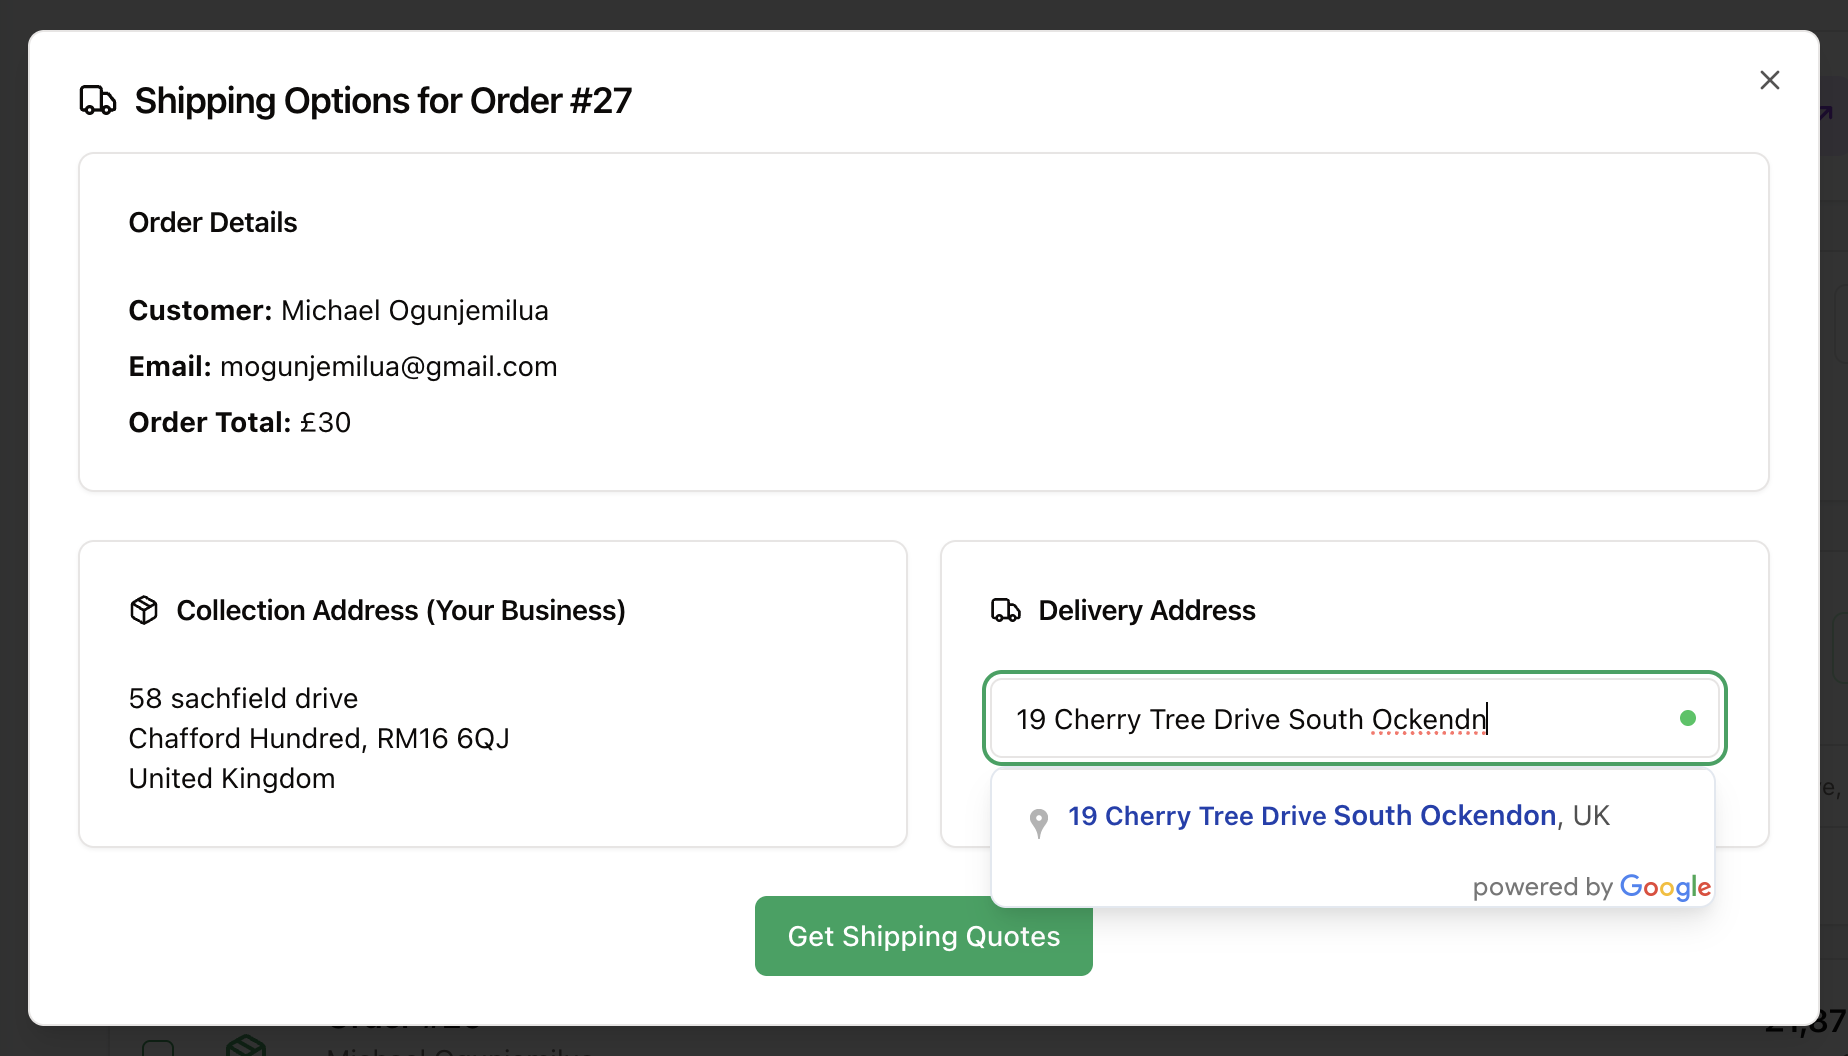 Shipping Options for Order #27
Order Details
Customer: Michael Ogunjemilua
Email: mogunjemilua@gmail.com
Order Total: £30
Collection Address (Your Business)
58 sachfield drive
Chafford Hundred, RM16 6QJ
United Kingdom
Delivery Address
19 Cherry Tree Drive South Ockendn
19 Cherry Tree Drive South Ockendon, UK
powered by Google
Get Shipping Quotes